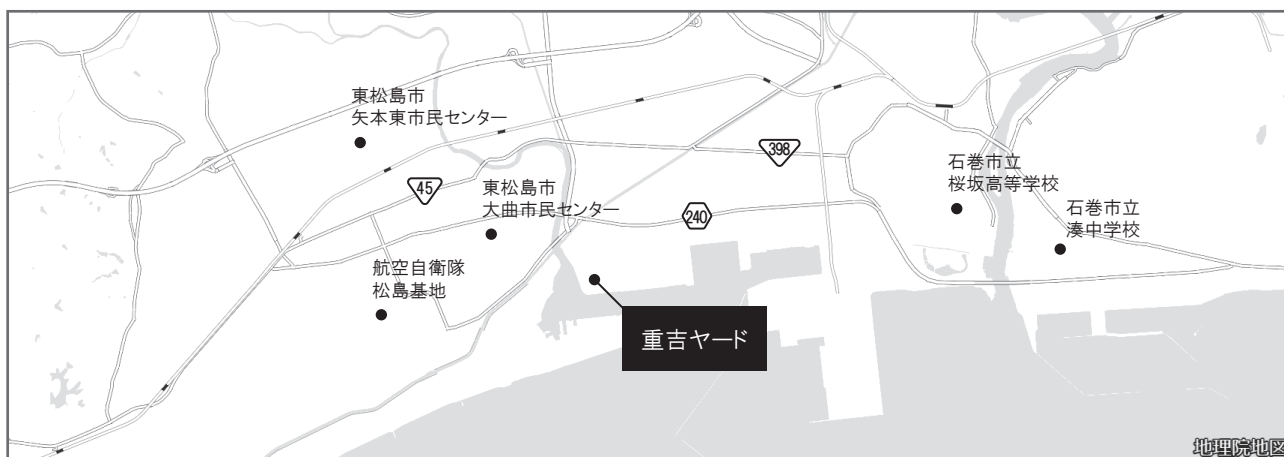 東松島市
矢本東市民センター
398
石巻市立
桜坂高等学校
45
東松島市
大曲市民センター
石巻市立
湊中学校
240
航空自衛隊
松島基地
重吉ヤード
地理院地図